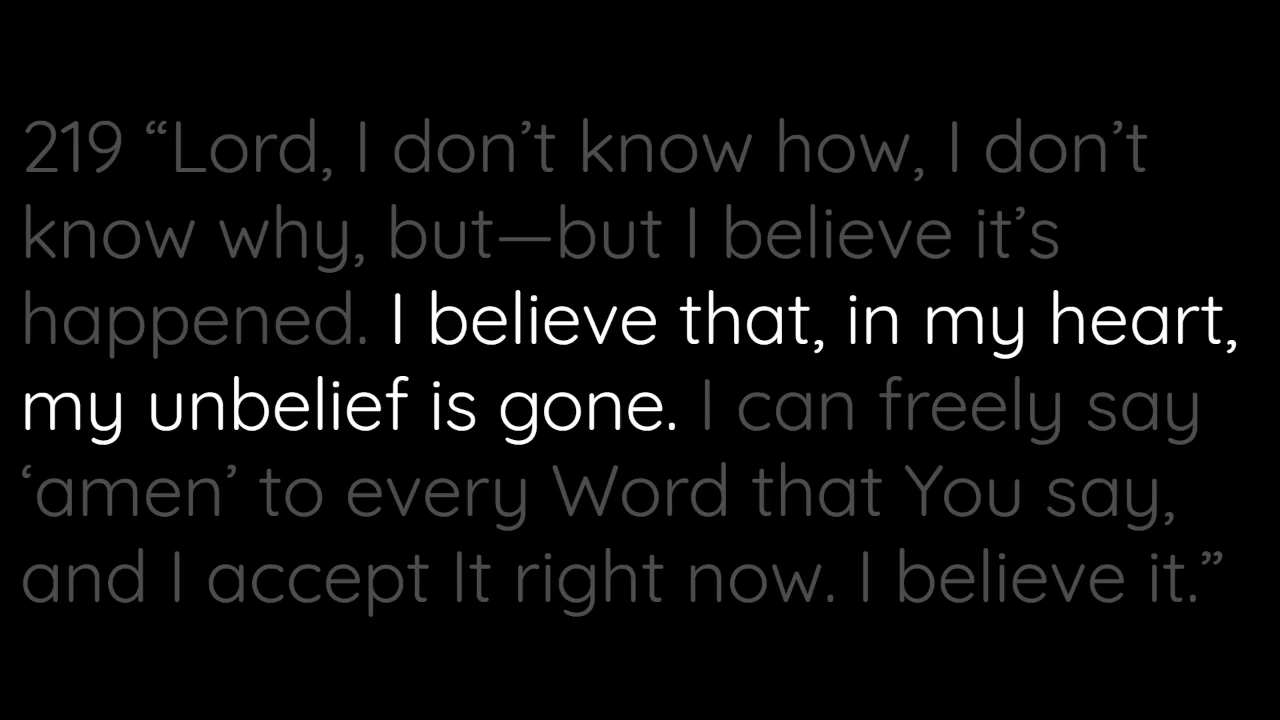 219 “Lord, I don’t know how, I don’t
know why, but—but I believe it’s
happened. I believe that, in my heart,
my unbelief is gone. I can freely say
‘amen’ to every Word that You say,
and I accept It right now. I believe it.”